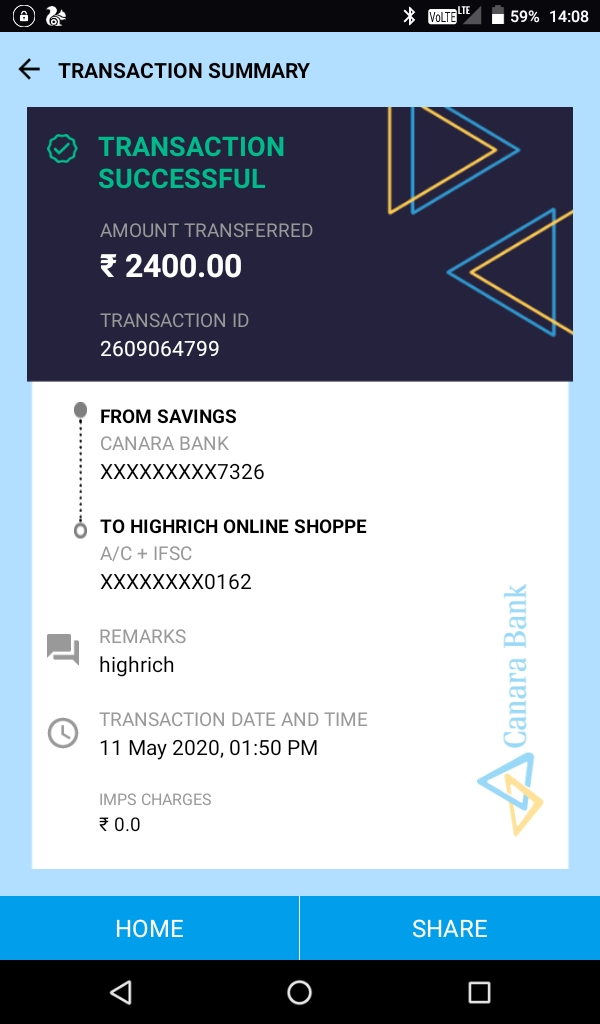 VoLTE LTE 59% 14:08
TRANSACTION SUMMARY
TRANSACTION
SUCCESSFUL
AMOUNT TRANSFERRED
₹ 2400.00
TRANSACTION ID
2609064799
FROM SAVINGS
CANARA BANK
XXXXXXXXX7326
TO HIGHRICH ONLINE SHOPPE
A/C + IFSC
XXXXXXXX0162
REMARKS
highrich
TRANSACTION DATE AND TIME
11 May 2020, 01:50 PM
IMPS CHARGES
₹ 0.0
Canara Bank
HOME
SHARE